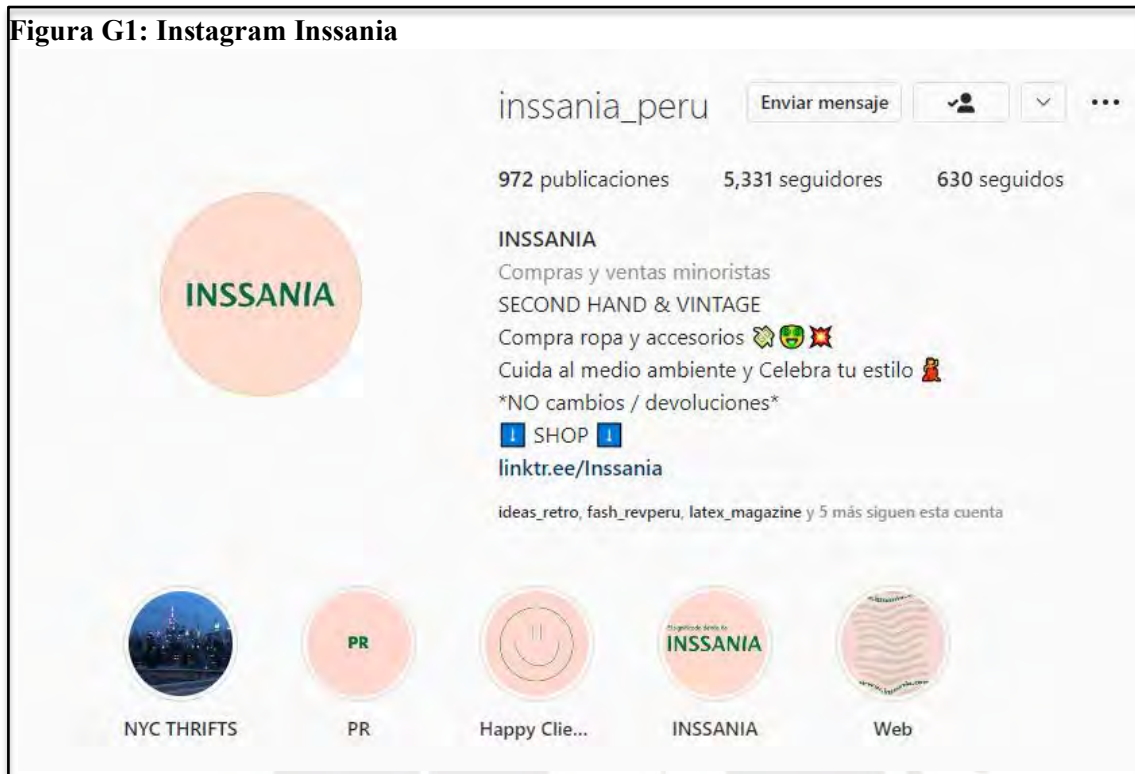 Figura G1: Instagram Inssania
inssania_peru Enviar mensaje
972 publicaciones 5,331 seguidores 630 seguidos
INSSANIA
INSSANIA
Compras y ventas minoristas
SECOND HAND & VINTAGE
Compra ropa y accesorios
Cuida al medio ambiente y Celebra tu estilo
*NO cambios / devoluciones*
SHOP
linktr.ee/Inssania
ideas_retro, fash_revperu, latex_magazine y 5 más siguen esta cuenta
PR
INSSANIA
NYC THRIFTS PR Happy Clie... INSSANIA Web